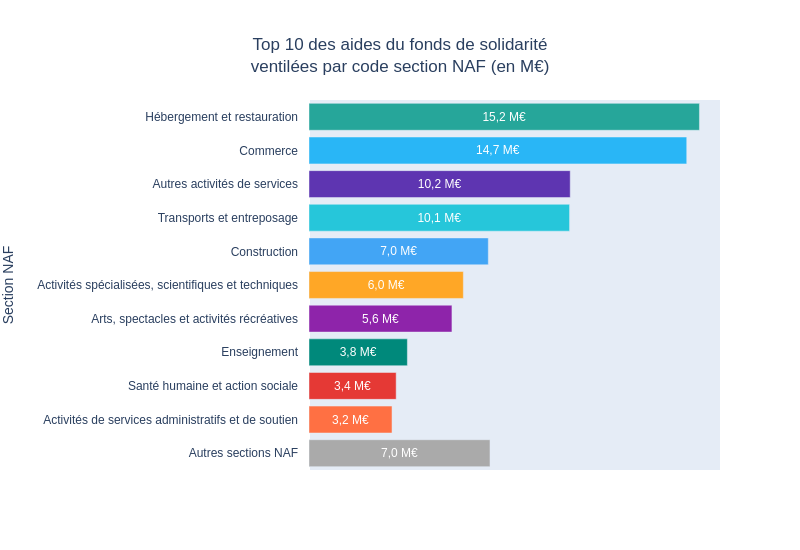 Top 10 des aides du fonds de solidarité
ventilées par code section NAF (en M€)
Section NAF
Hébergement et restauration 15,2 M€
Commerce 14,7 M€
Autres activités de services 10,2 M€
Transports et entreposage 10,1 M€
Construction 7,0 M€
Activités spécialisées, scientifiques et techniques 6,0 M€
Arts, spectacles et activités récréatives 5,6 M€
Enseignement 3,8 M€
Santé humaine et action sociale 3,4 M€
Activités de services administratifs et de soutien 3,2 M€
Autres sections NAF 7,0 M€